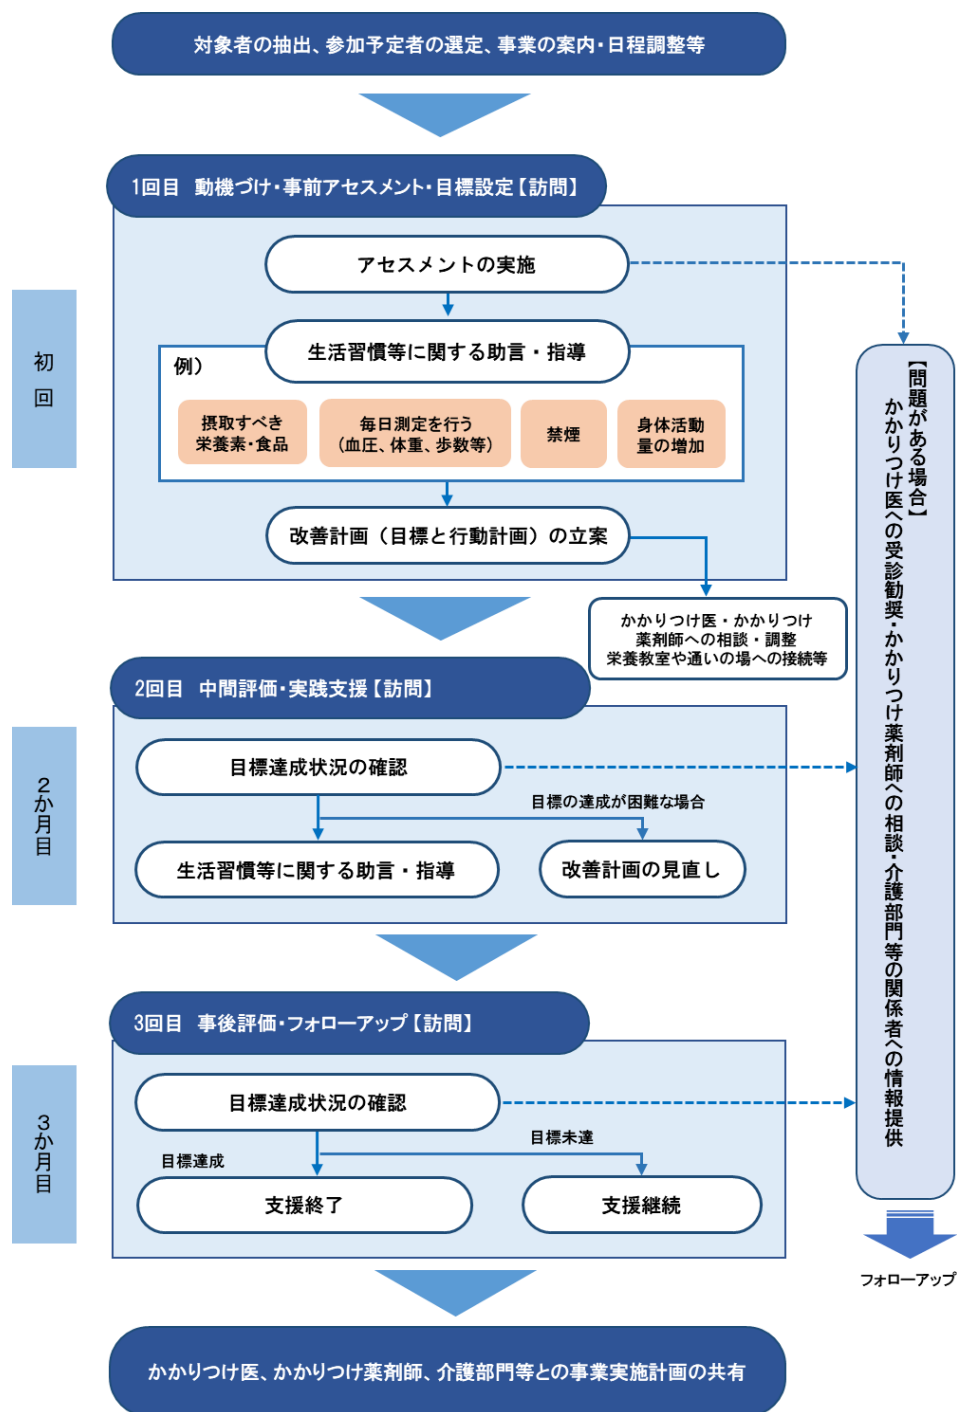 対象者の抽出、参加予定者の選定、事業の案内・日程調整等
1回目 動機づけ・事前アセスメント・目標設定【訪問】
初回
アセスメントの実施
生活習慣等に関する助言・指導
例）
摂取すべき
栄養素・食品
毎日測定を行う
（血圧、体重、歩数等）
禁煙
身体活動
量の増加
改善計画（目標と行動計画）の立案
かかりつけ医・かかりつけ
薬剤師への相談・調整
栄養教室や通いの場への接続等
【問題がある場合】
かかりつけ医への受診勧奨・かかりつけ薬剤師への相談・介護部門等の関係者への情報提供
2回目 中間評価・実践支援【訪問】
２か月目
目標達成状況の確認
目標の達成が困難な場合
生活習慣等に関する助言・指導
改善計画の見直し
3回目 事後評価・フォローアップ【訪問】
３か月目
目標達成状況の確認
目標未達
目標達成
支援終了
支援継続
フォローアップ
かかりつけ医、かかりつけ薬剤師、介護部門等との事業実施計画の共有